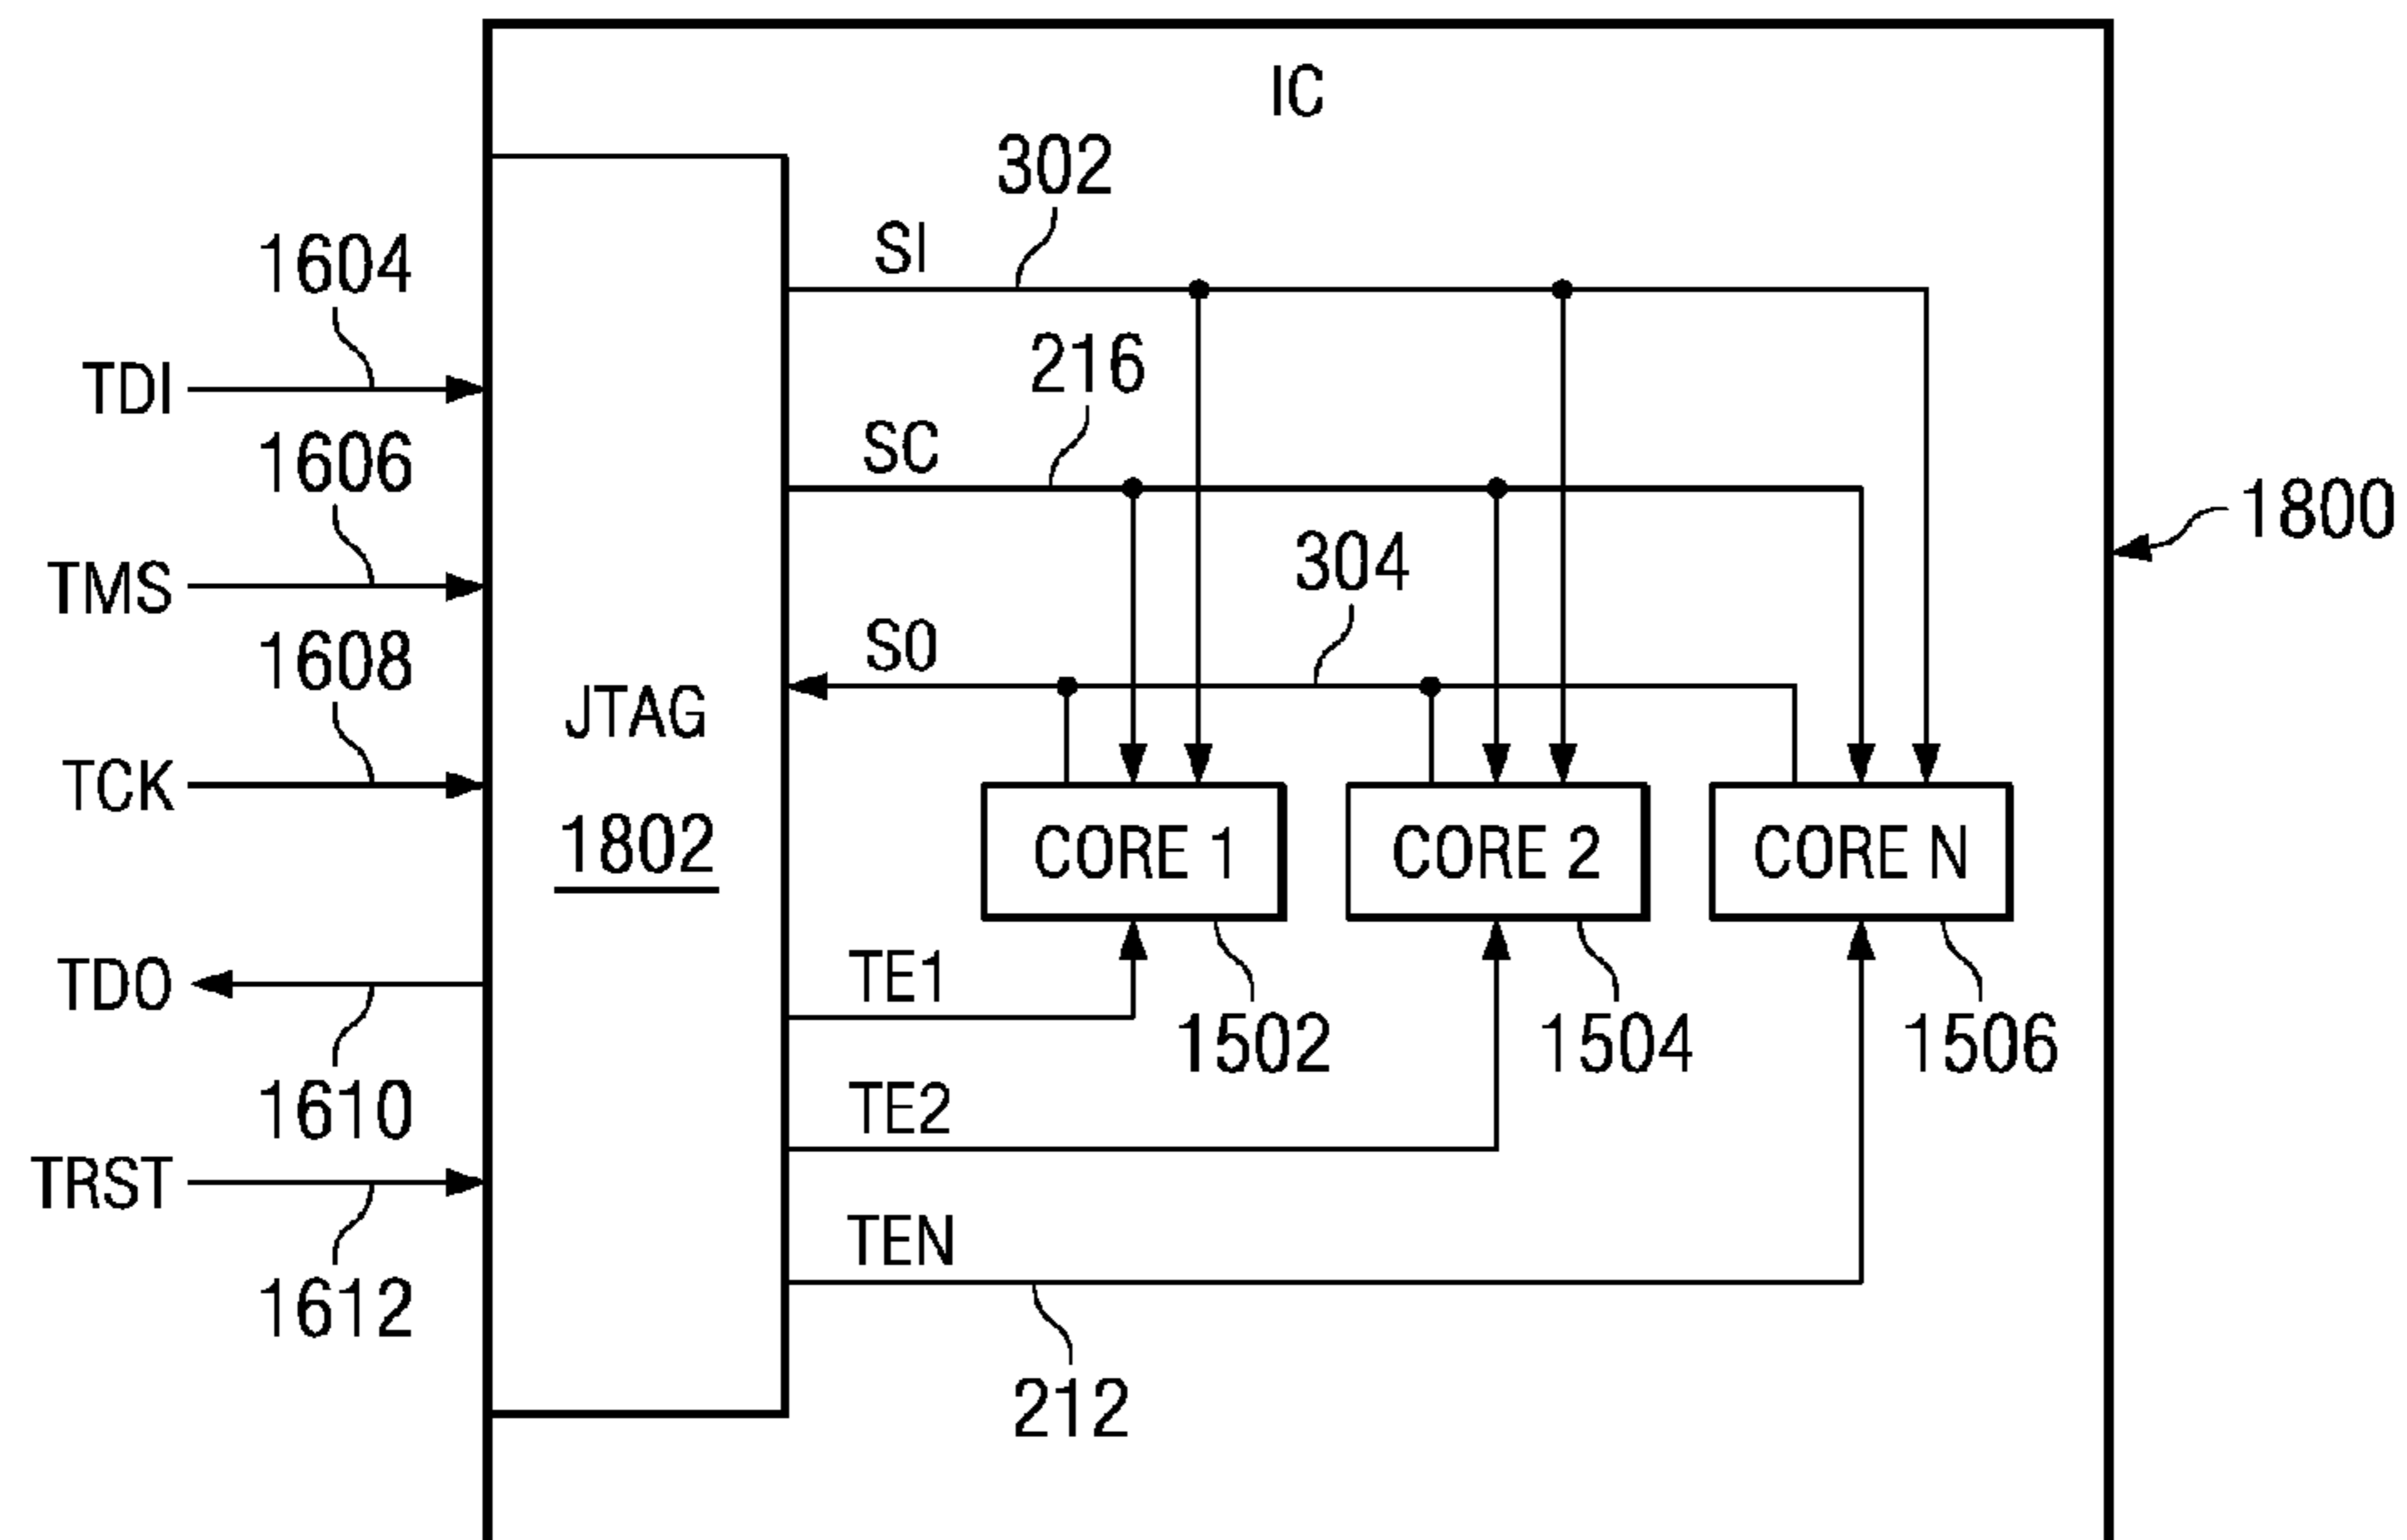 IC
302
SI
1604
TDI
216
1606
SC
1800
304
TMS
S0
1608
JTAG
TCK
1802
CORE 1
CORE 2
CORE N
TE1
TDO
1502
1504
1506
1610
TE2
TRST
TEN
1612
212